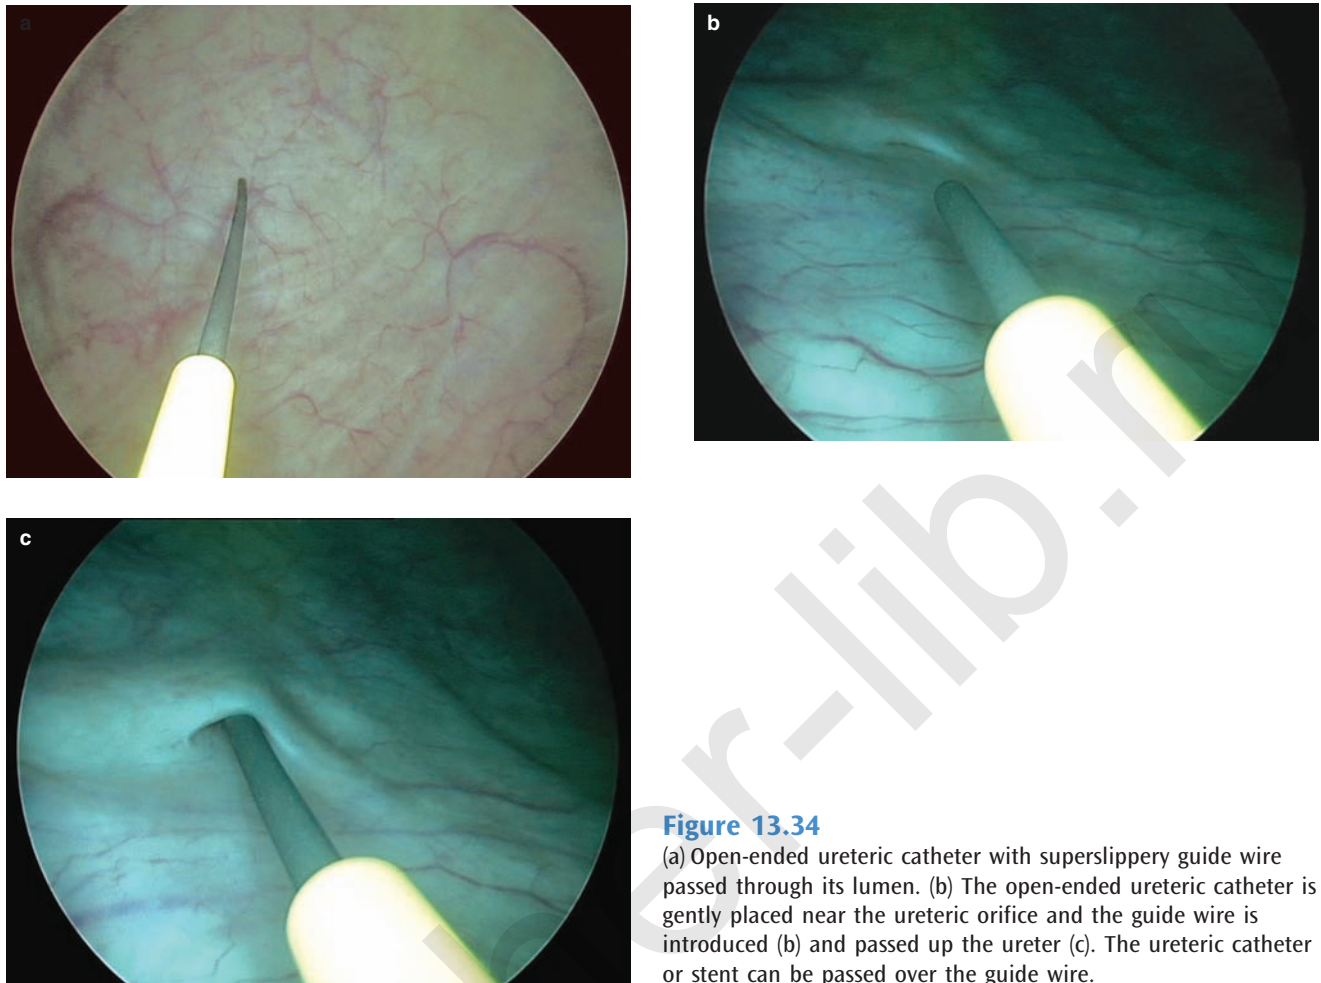 a
b
c
Figure 13.34
(a) Open-ended ureteric catheter with superslippery guide wire
passed through its lumen. (b) The open-ended ureteric catheter is
gently placed near the ureteric orifice and the guide wire is
introduced (b) and passed up the ureter (c). The ureteric catheter
or stent can be passed over the guide wire.
er-lib.r